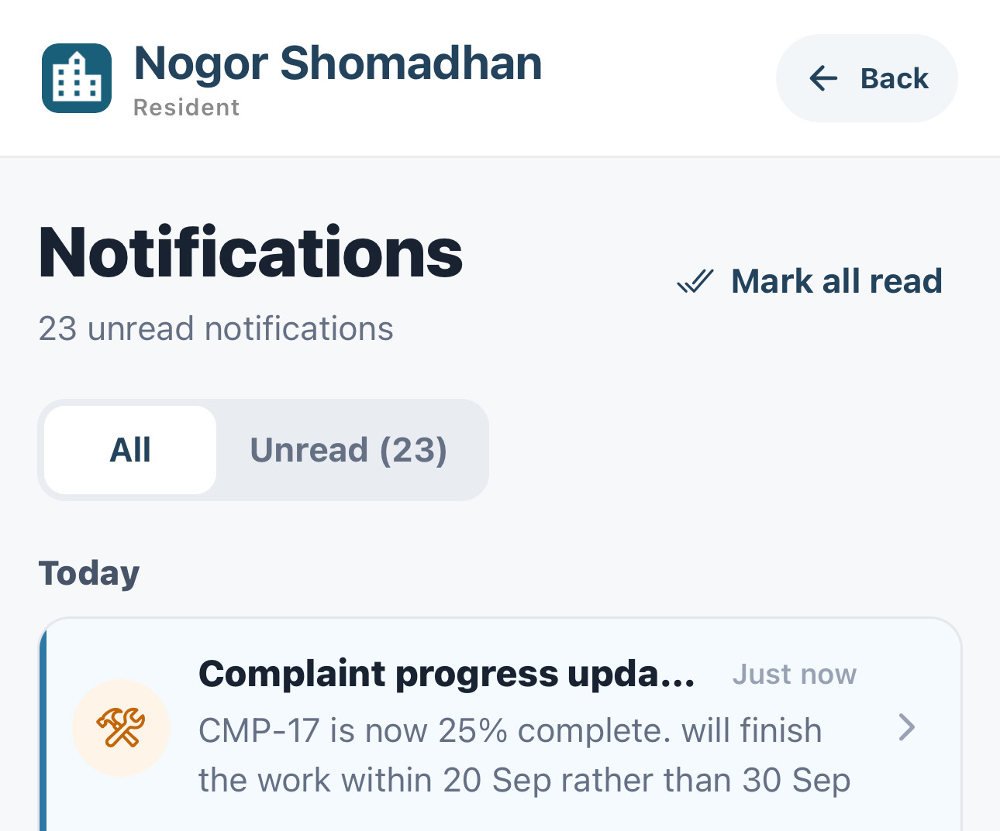 Nogor Shomadhan
Resident
Back
Notifications
Mark all read
23 unread notifications
All
Unread (23)
Today
Complaint progress upda...
Just now
CMP-17 is now 25% complete. will finish
the work within 20 Sep rather than 30 Sep